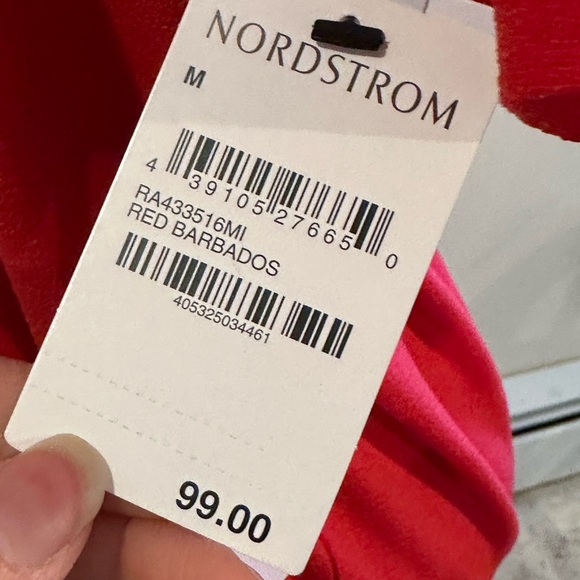 NORDSTROM
M
4 39105 27665 0
RA433516MI
RED BARBADOS
405325034461
99.00